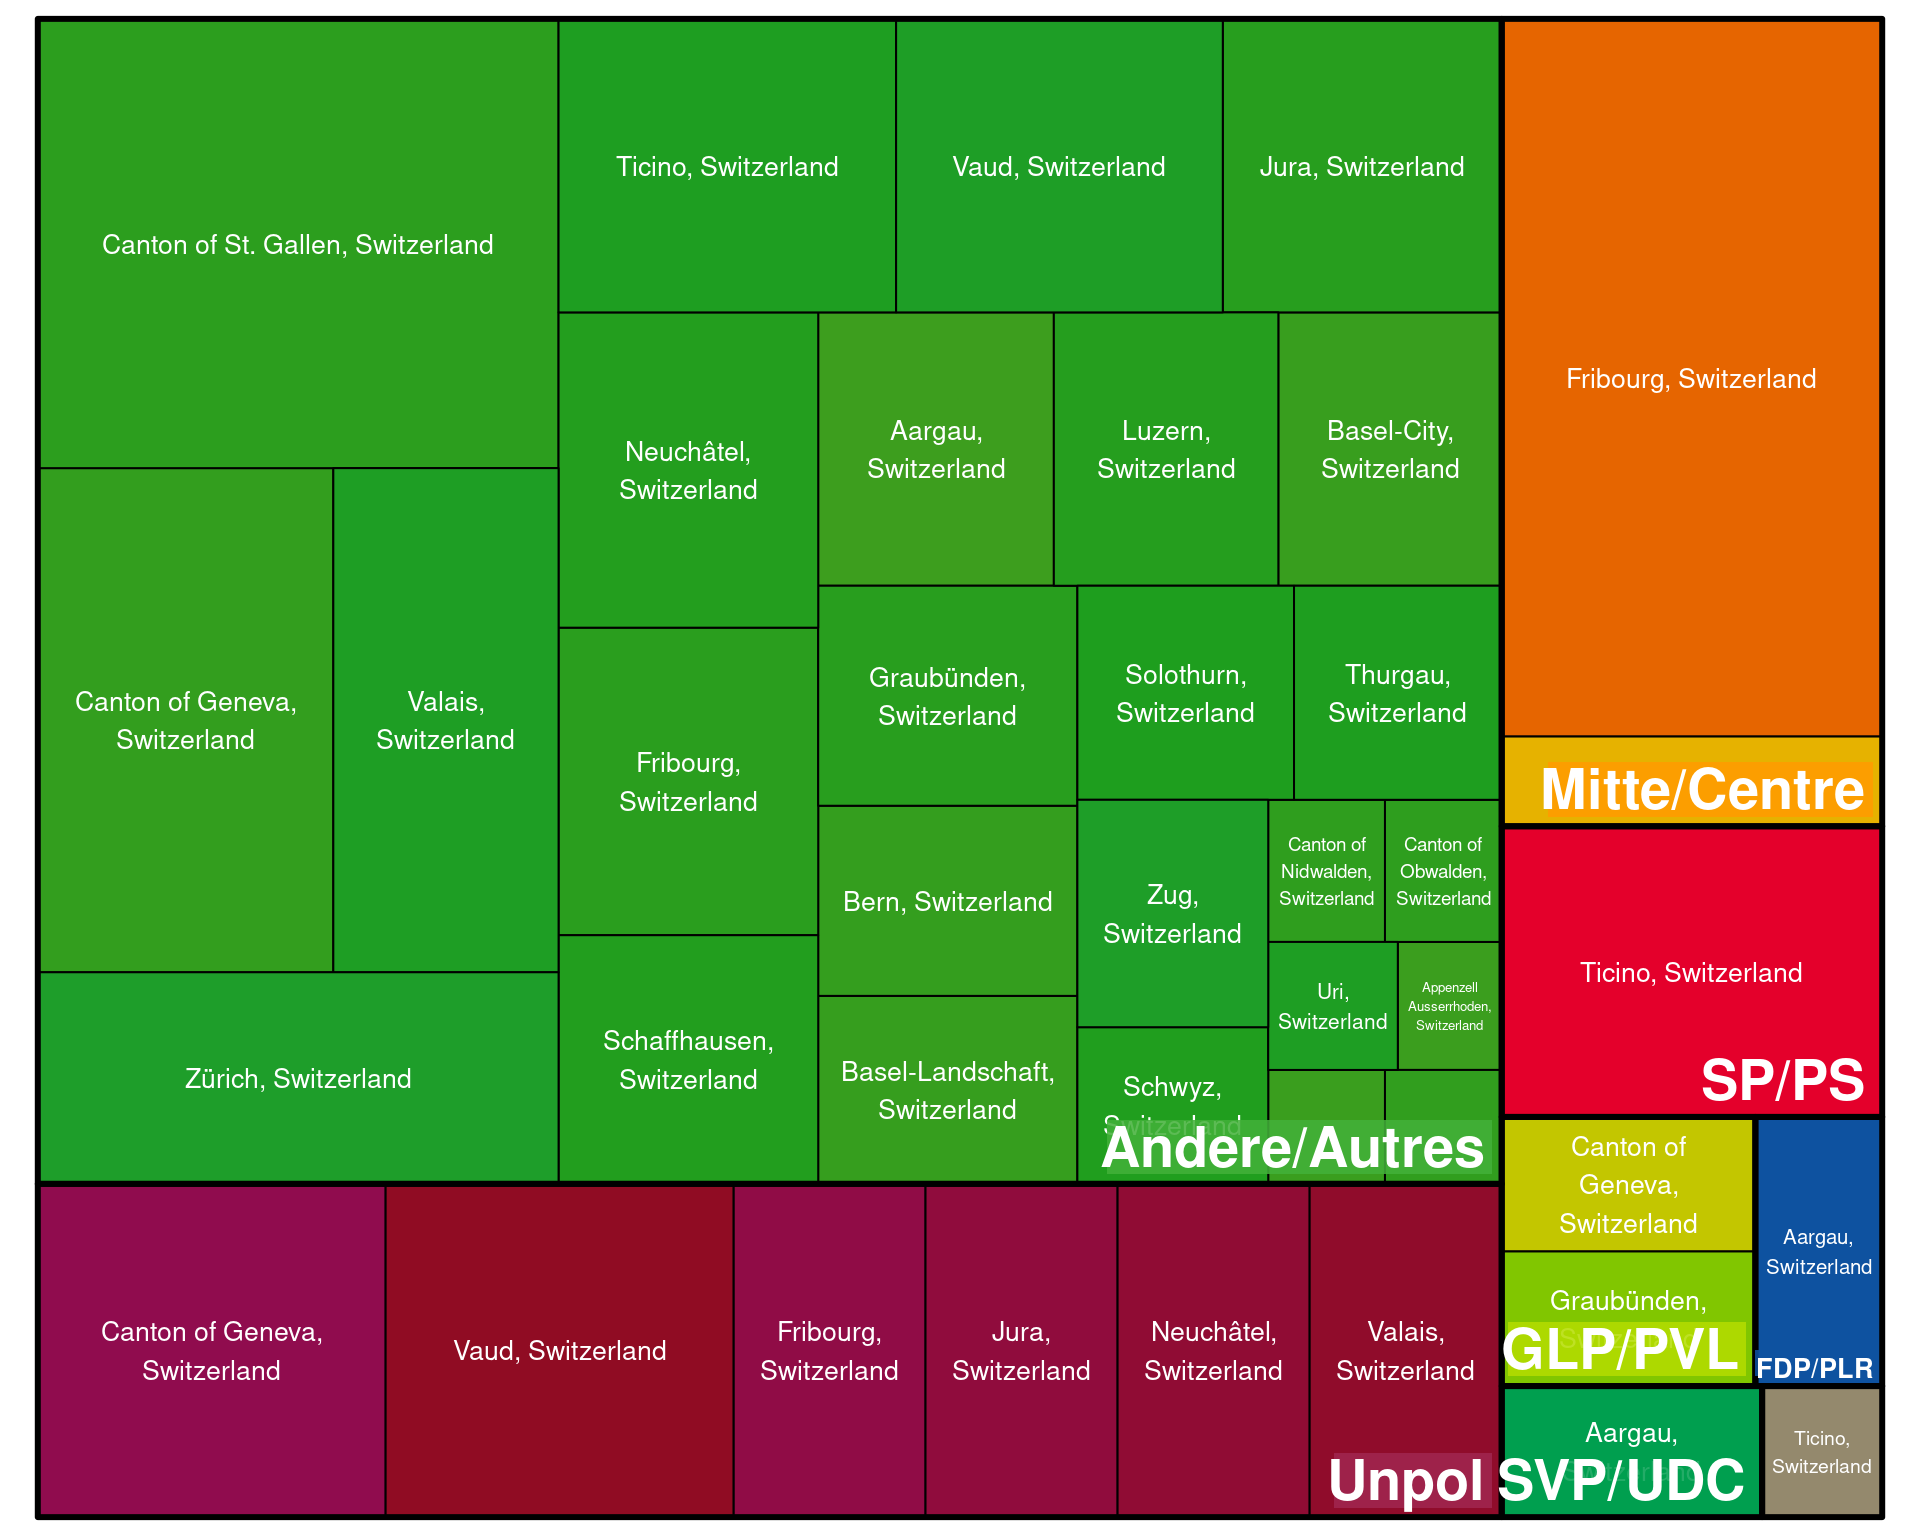 Canton of St. Gallen, Switzerland
Ticino, Switzerland
Vaud, Switzerland
Jura, Switzerland
Fribourg, Switzerland
Neuchâtel,
Switzerland
Aargau,
Switzerland
Luzern,
Switzerland
Basel-City,
Switzerland
Canton of Geneva,
Switzerland
Valais,
Switzerland
Fribourg,
Switzerland
Graubünden,
Switzerland
Solothurn,
Switzerland
Thurgau,
Switzerland
Mitte/Centre
Bern, Switzerland
Zug,
Switzerland
Canton of
Nidwalden,
Switzerland
Canton of
Obwalden,
Switzerland
Uri,
Switzerland
Appenzell
Ausserrhoden,
Switzerland
Ticino, Switzerland
SP/PS
Zürich, Switzerland
Schaffhausen,
Switzerland
Basel-Landschaft,
Switzerland
Schwyz,
Switzerland
Andere/Autres
Canton of
Geneva,
Switzerland
Aargau,
Switzerland
Graubünden,
GLP/PVL
FDP/PLR
Canton of Geneva,
Switzerland
Vaud, Switzerland
Fribourg,
Switzerland
Jura,
Switzerland
Neuchâtel,
Switzerland
Valais,
Switzerland
Unpol
Aargau,
SVP/UDC
Ticino,
Switzerland